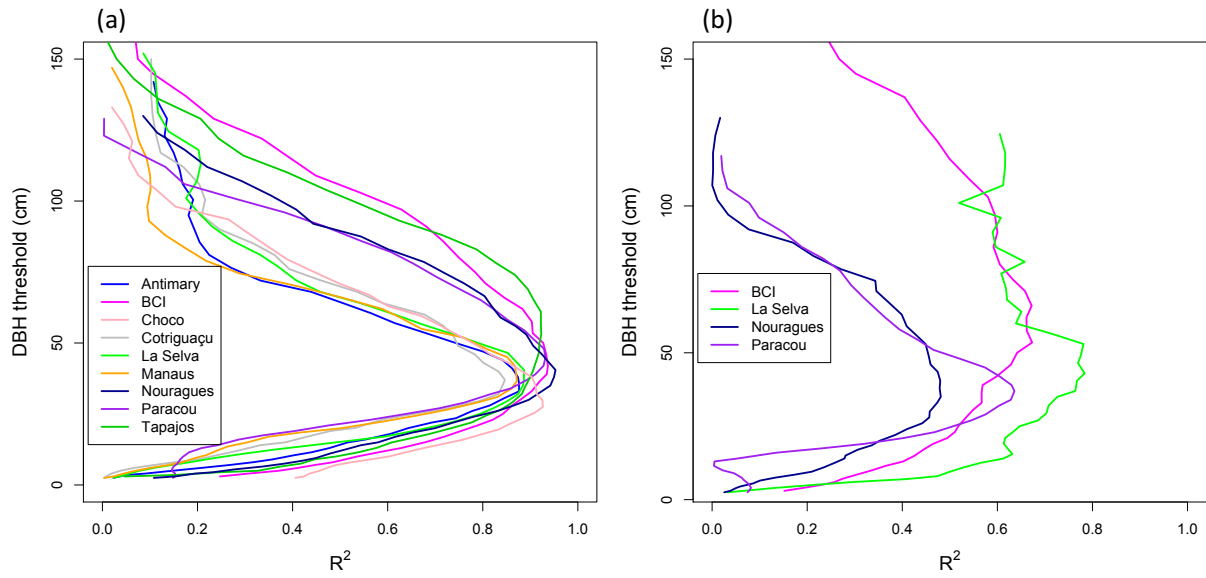 (a)
DBH threshold (cm)
150
100
50
0
Antimary
BCI
Choco
Cotriguaçu
La Selva
Manaus
Nouragues
Paracou
Tapajos
0.0 0.2 0.4 0.6 0.8 1.0
R²
(b)
DBH threshold (cm)
150
100
50
0
BCI
La Selva
Nouragues
Paracou
0.0 0.2 0.4 0.6 0.8 1.0
R²